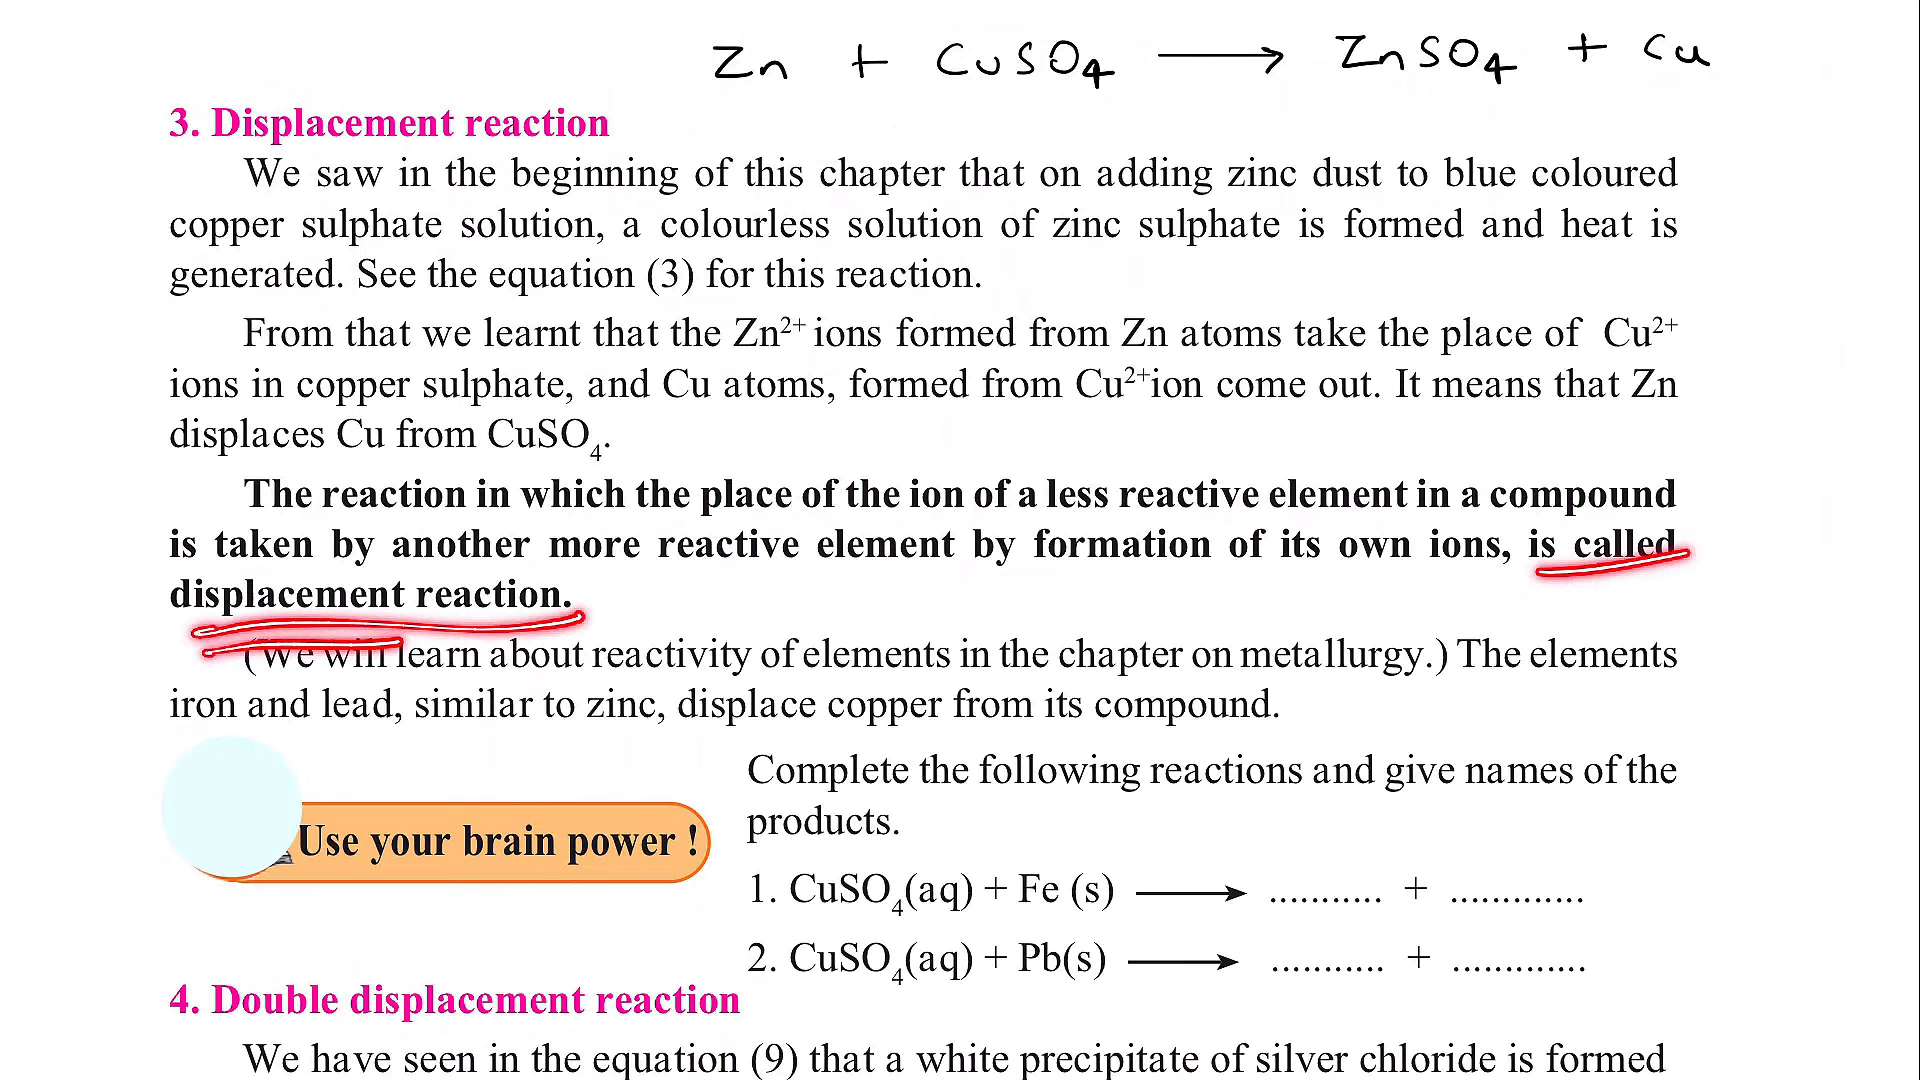 Zn + CuSO4 ⟶ ZnSO4 + Cu
3. Displacement reaction
We saw in the beginning of this chapter that on adding zinc dust to blue coloured
copper sulphate solution, a colourless solution of zinc sulphate is formed and heat is
generated. See the equation (3) for this reaction.
From that we learnt that the Zn²⁺ ions formed from Zn atoms take the place of Cu²⁺
ions in copper sulphate, and Cu atoms, formed from Cu²⁺ion come out. It means that Zn
displaces Cu from CuSO₄.
The reaction in which the place of the ion of a less reactive element in a compound
is taken by another more reactive element by formation of its own ions, is called
displacement reaction.
(We will learn about reactivity of elements in the chapter on metallurgy.) The elements
iron and lead, similar to zinc, displace copper from its compound.
Complete the following reactions and give names of the
products.
Use your brain power !
1. CuSO₄(aq) + Fe (s) ⟶ ........... + .............
2. CuSO₄(aq) + Pb(s) ⟶ ........... + .............
4. Double displacement reaction
We have seen in the equation (9) that a white precipitate of silver chloride is formed